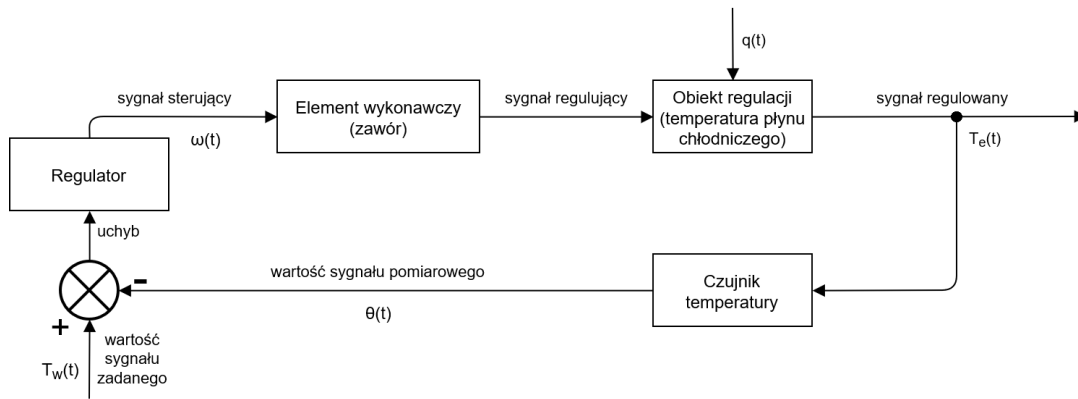 q(t)
sygnał sterujący
ω(t)
Element wykonawczy
(zawór)
sygnał regulujący
Obiekt regulacji
(temperatura płynu
chłodniczego)
sygnał regulowany
Tₑ(t)
Regulator
uchyb
wartość sygnału pomiarowego
θ(t)
Czujnik
temperatury
-
+
T_w(t)
wartość
sygnału
zadanego